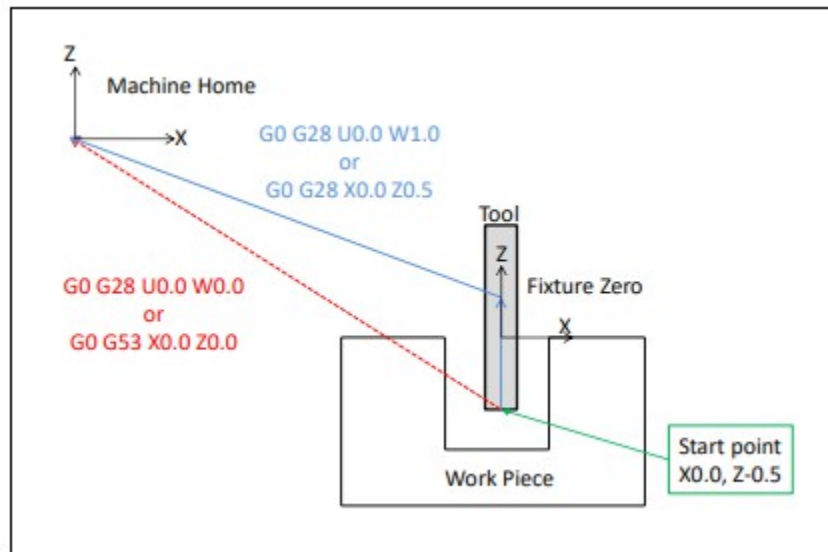 Z
Machine Home
X
G0 G28 U0.0 W1.0
or
G0 G28 X0.0 Z0.5
Tool
Z
Fixture Zero
X
G0 G28 U0.0 W0.0
or
G0 G53 X0.0 Z0.0
Start point
X0.0, Z-0.5
Work Piece